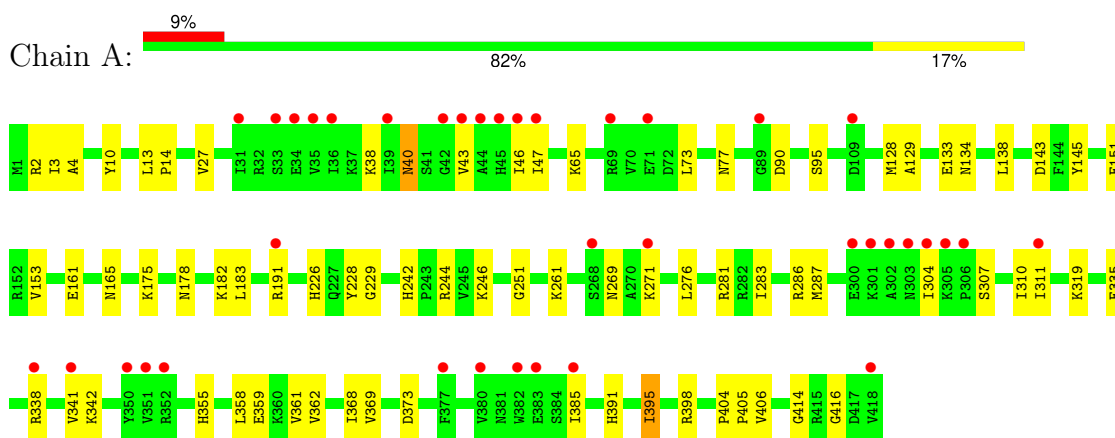 9%
Chain A:
82% 17%
M1 R2 I3 A4 Y10 L13 P14 V27 I31 R32 S33 E34 V35 I36 K37 K38 I39 N40 S41 G42 V43 A44 H45 I46 I47 K65 R69 V70 E71 D72 L73 N77 G89 D90 S95 D109 M128 A129 E133 N134 L138 D143 F144 Y145 E151
R152 V153 E161 N165 K175 N178 K182 L183 R191 H226 Q227 Y228 G229 H242 P243 R244 V245 K246 G251 K261 S268 N269 A270 K271 L276 R281 R282 I283 R286 M287 E300 K301 A302 N303 I304 K305 P306 S307 I310 I311 K319 E335
R338 V341 K342 Y350 V351 R352 H355 L358 E359 K360 V361 V362 I368 V369 D373 F377 V380 N381 W382 E383 S384 I385 H391 I395 R398 P404 P405 V406 G414 R415 G416 D417 V418